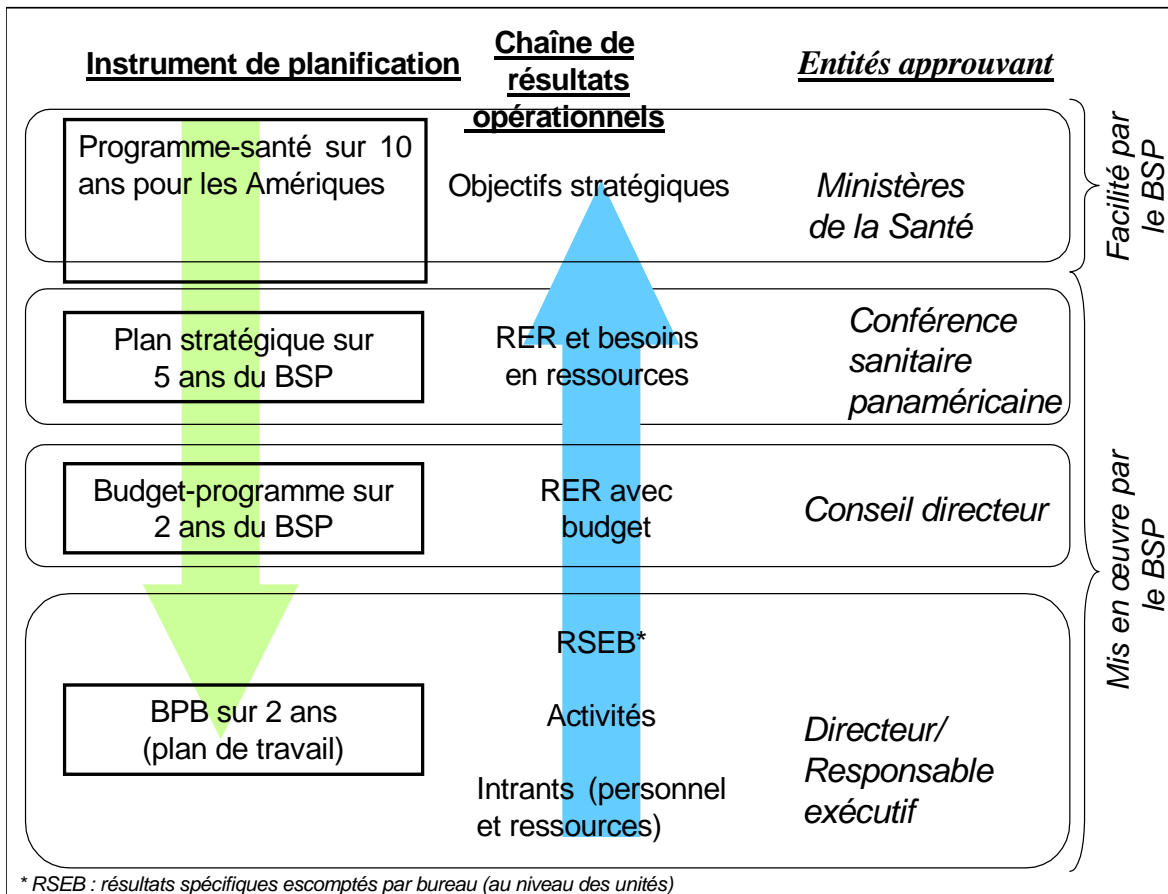 Instrument de planification
Chaîne de
résultats
opérationnels
Entités approuvant
Programme-santé sur 10
ans pour les Amériques
Objectifs stratégiques
Ministères
de la Santé
Facilité par
le BSP
Plan stratégique sur
5 ans du BSP
RER et besoins
en ressources
Conférence
sanitaire
panaméricaine
Budget-programme sur
2 ans du BSP
RER avec
budget
Conseil directeur
Mis en œuvre par
le BSP
BPB sur 2 ans
(plan de travail)
RSEB*
Activités
Intrants (personnel
et ressources)
Directeur/
Responsable
exécutif
* RSEB : résultats spécifiques escomptés par bureau (au niveau des unités)